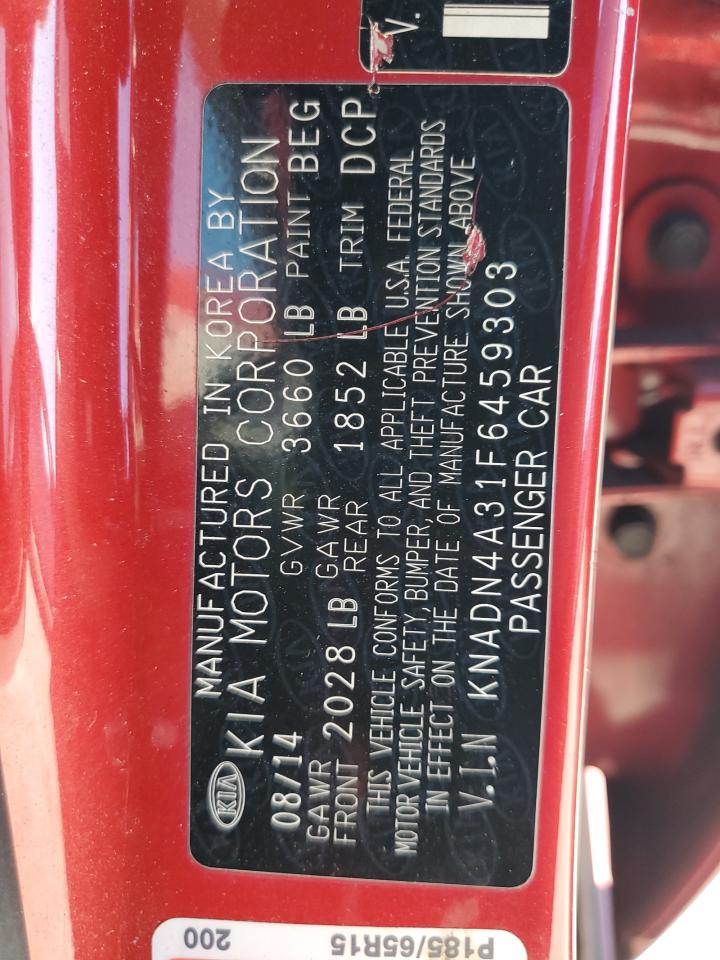 KIA
MANUFACTURED IN KOREA BY
KIA MOTORS CORPORATION
08/14 GVWR 3660 LB PAINT BEG
GAWR FRONT 2028 LB GAWR REAR 1852 LB TRIM DCP
THIS VEHICLE CONFORMS TO ALL APPLICABLE U.S.A. FEDERAL
MOTOR VEHICLE SAFETY, BUMPER, AND THEFT PREVENTION STANDARDS
IN EFFECT ON THE DATE OF MANUFACTURE SHOWN ABOVE
V.I.N KNADN4A31F6459303
PASSENGER CAR
V.
P185/65R15
200